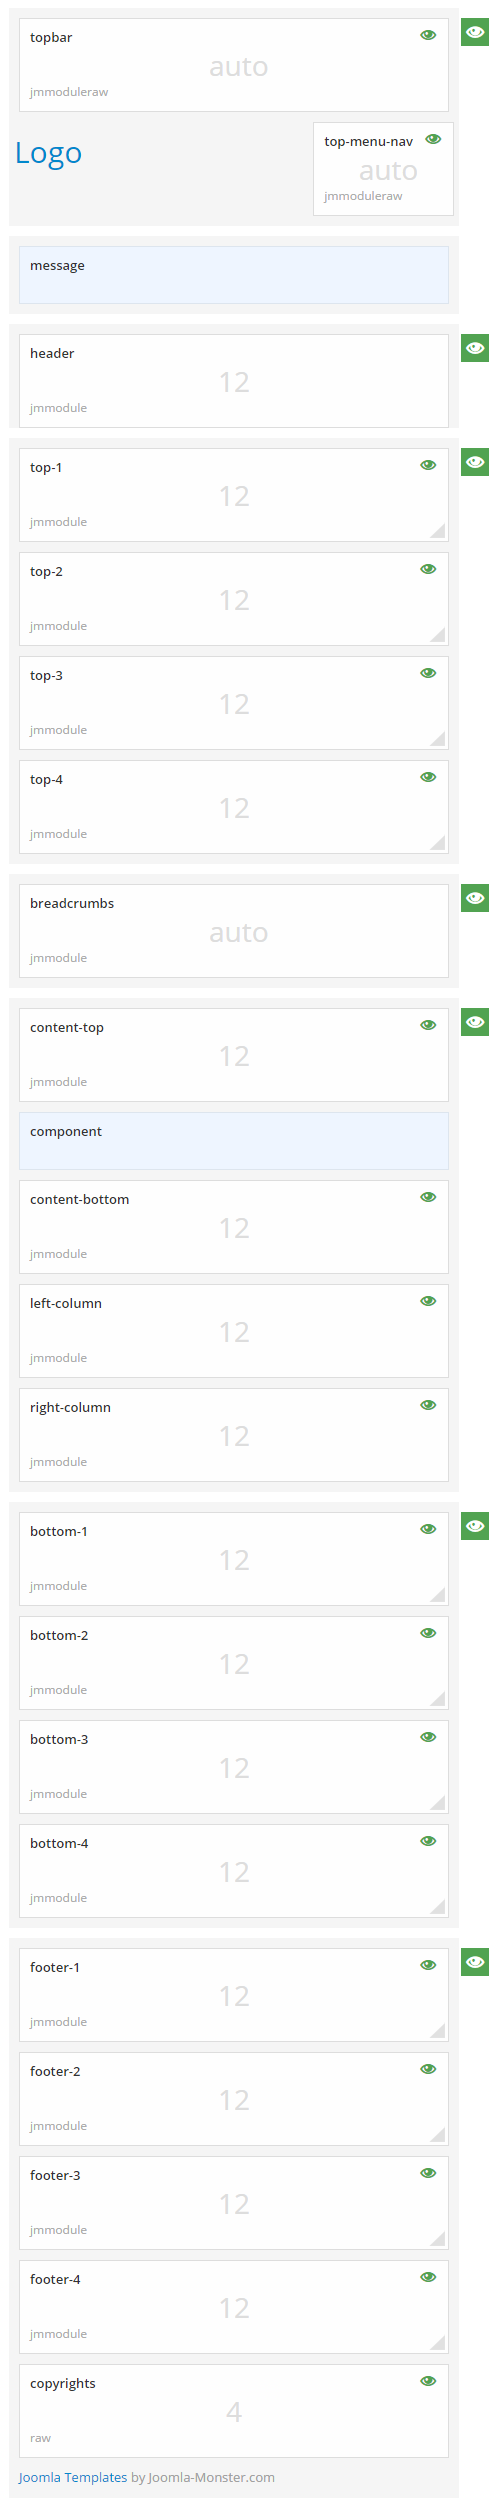 topbar
auto
jmmoduleraw
Logo
top-menu-nav
auto
jmmoduleraw
message
header
12
jmmodule
top-1
12
jmmodule
top-2
12
jmmodule
top-3
12
jmmodule
top-4
12
jmmodule
breadcrumbs
auto
jmmodule
content-top
12
jmmodule
component
content-bottom
12
jmmodule
left-column
12
jmmodule
right-column
12
jmmodule
bottom-1
12
jmmodule
bottom-2
12
jmmodule
bottom-3
12
jmmodule
bottom-4
12
jmmodule
footer-1
12
jmmodule
footer-2
12
jmmodule
footer-3
12
jmmodule
footer-4
12
jmmodule
copyrights
4
raw
Joomla Templates by Joomla-Monster.com